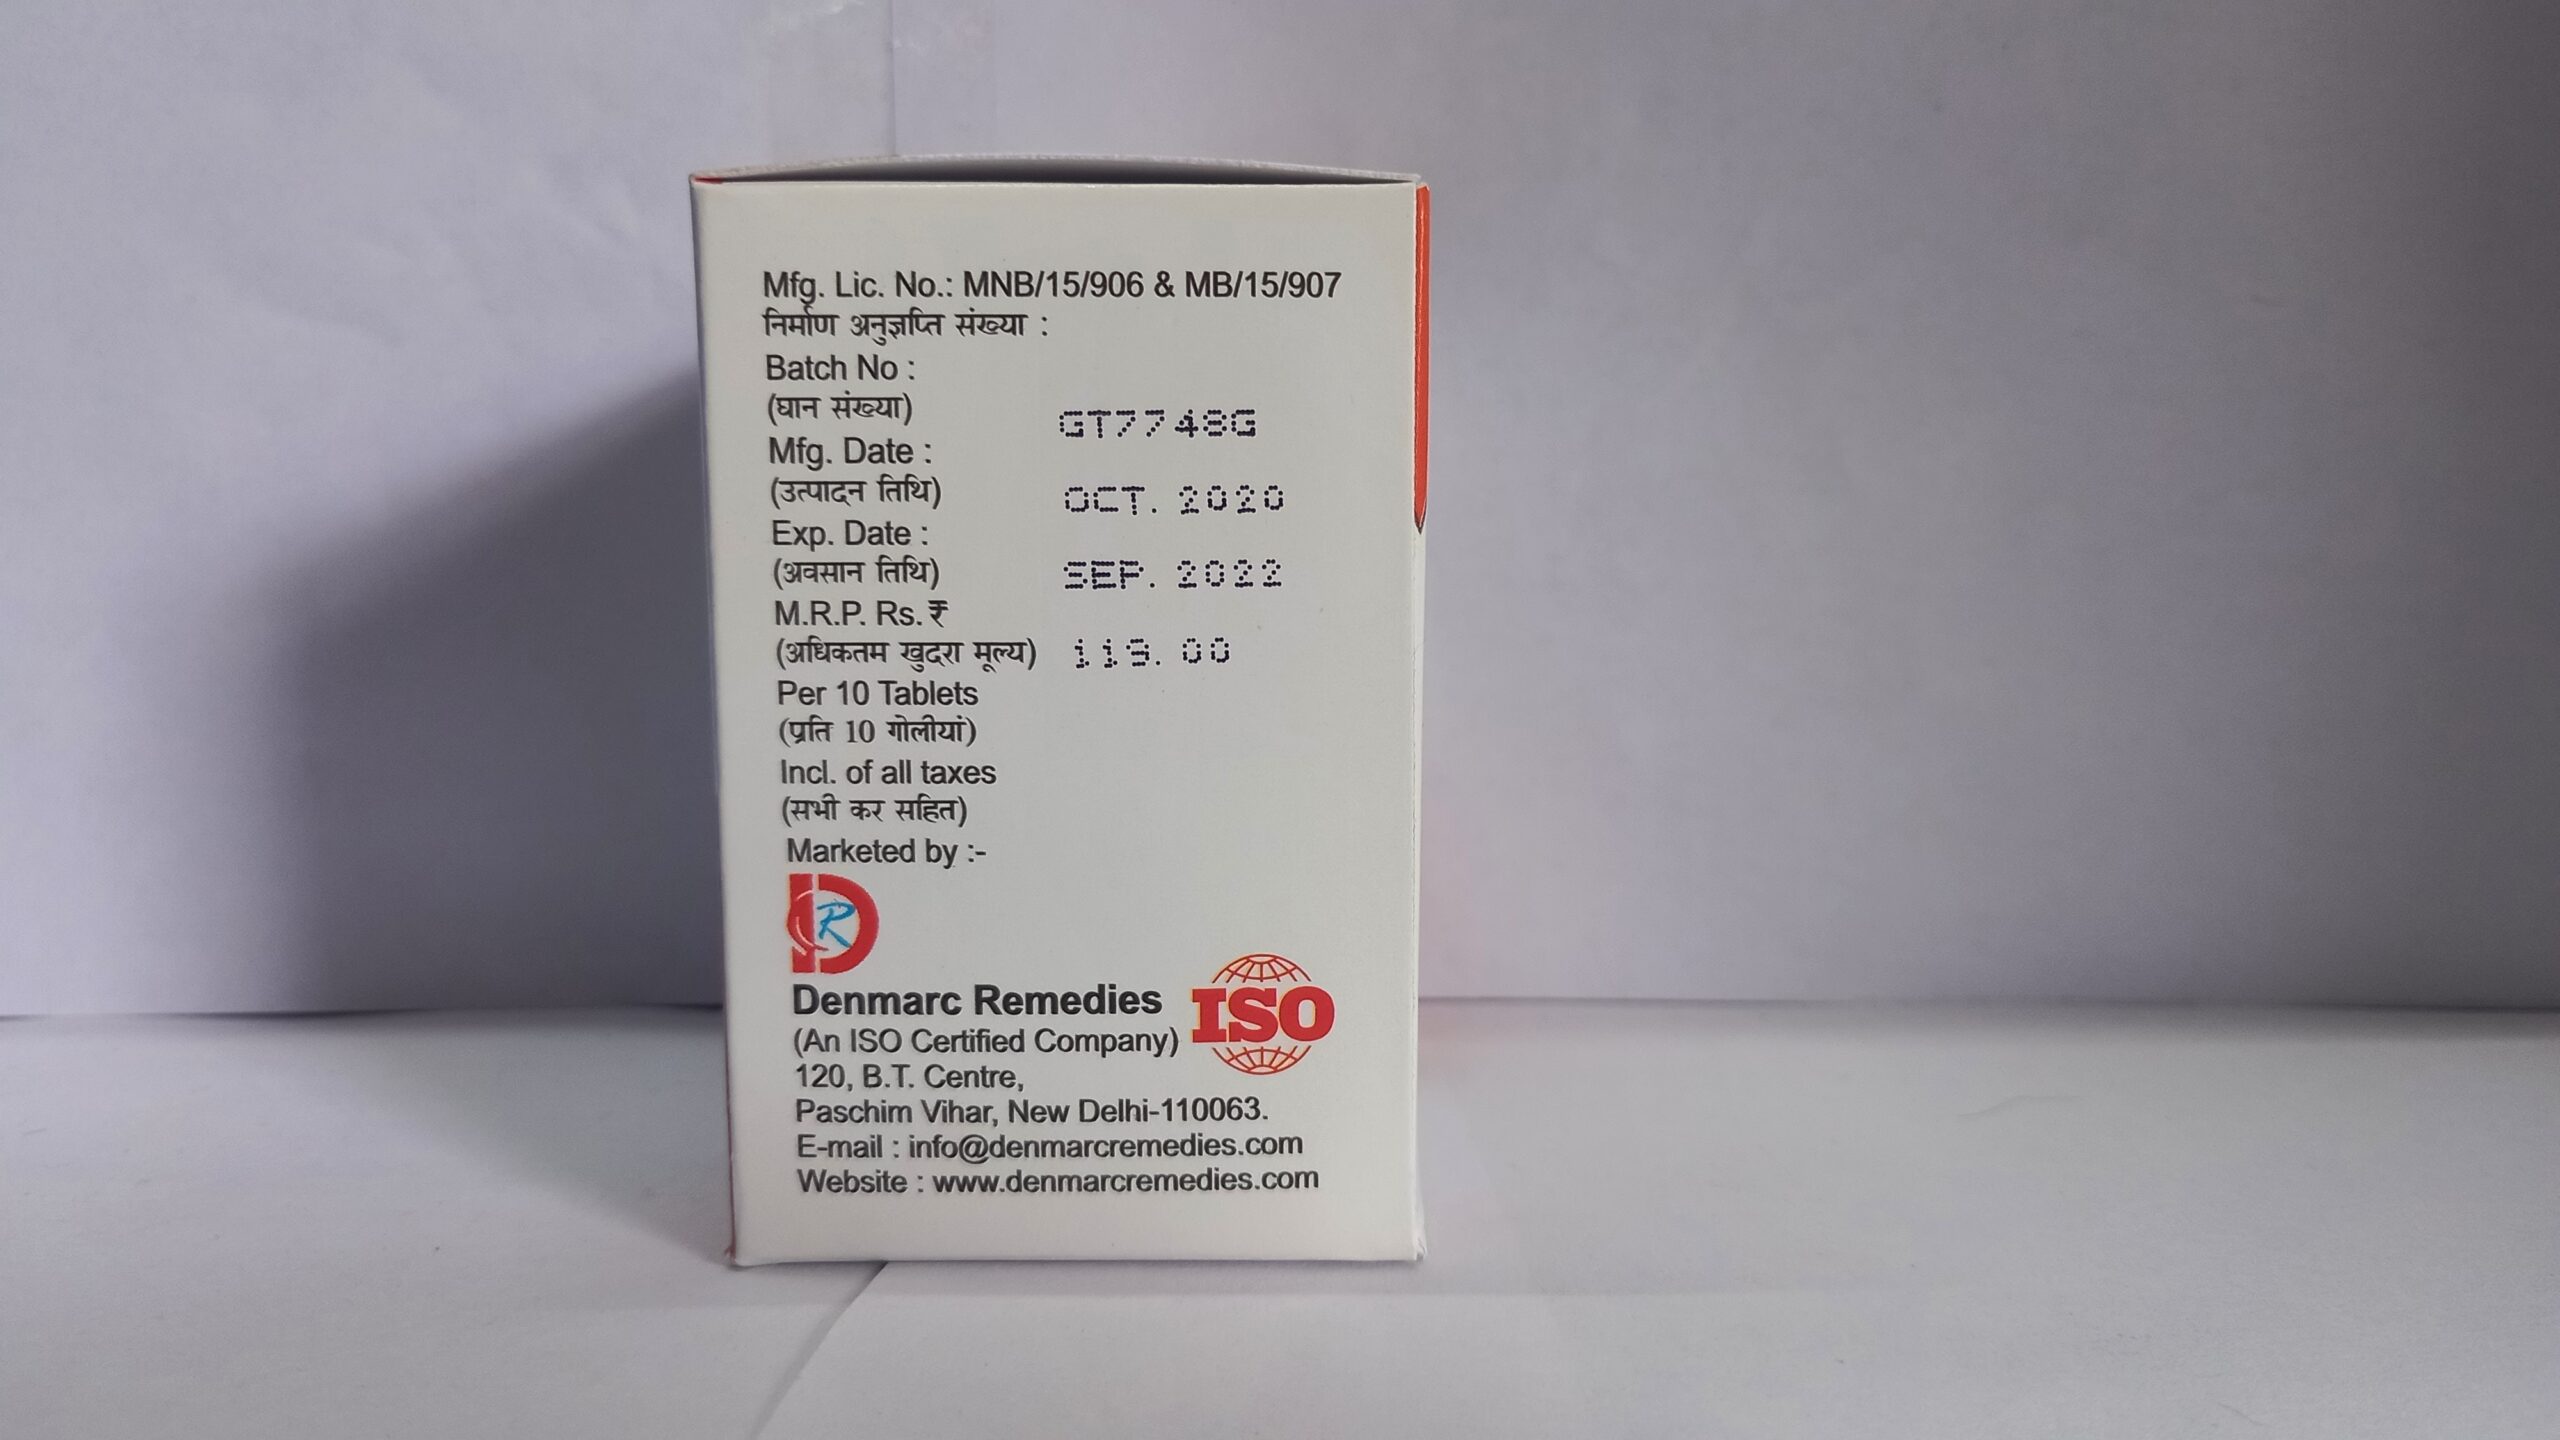 Mfg. Lic. No.: MNB/15/906 & MB/15/907
निर्माण अनुज्ञप्ति संख्या :
Batch No :
(घान संख्या) GT7748G
Mfg. Date :
(उत्पादन तिथि) OCT. 2020
Exp. Date :
(अवसान तिथि) SEP. 2022
M.R.P. Rs. ₹
(अधिकतम खुदरा मूल्य) 119.00
Per 10 Tablets
(प्रति 10 गोलीयां)
Incl. of all taxes
(सभी कर सहित)
Marketed by :-
DR
Denmarc Remedies
ISO
(An ISO Certified Company)
120, B.T. Centre,
Paschim Vihar, New Delhi-110063.
E-mail : info@denmarcremedies.com
Website : www.denmarcremedies.com